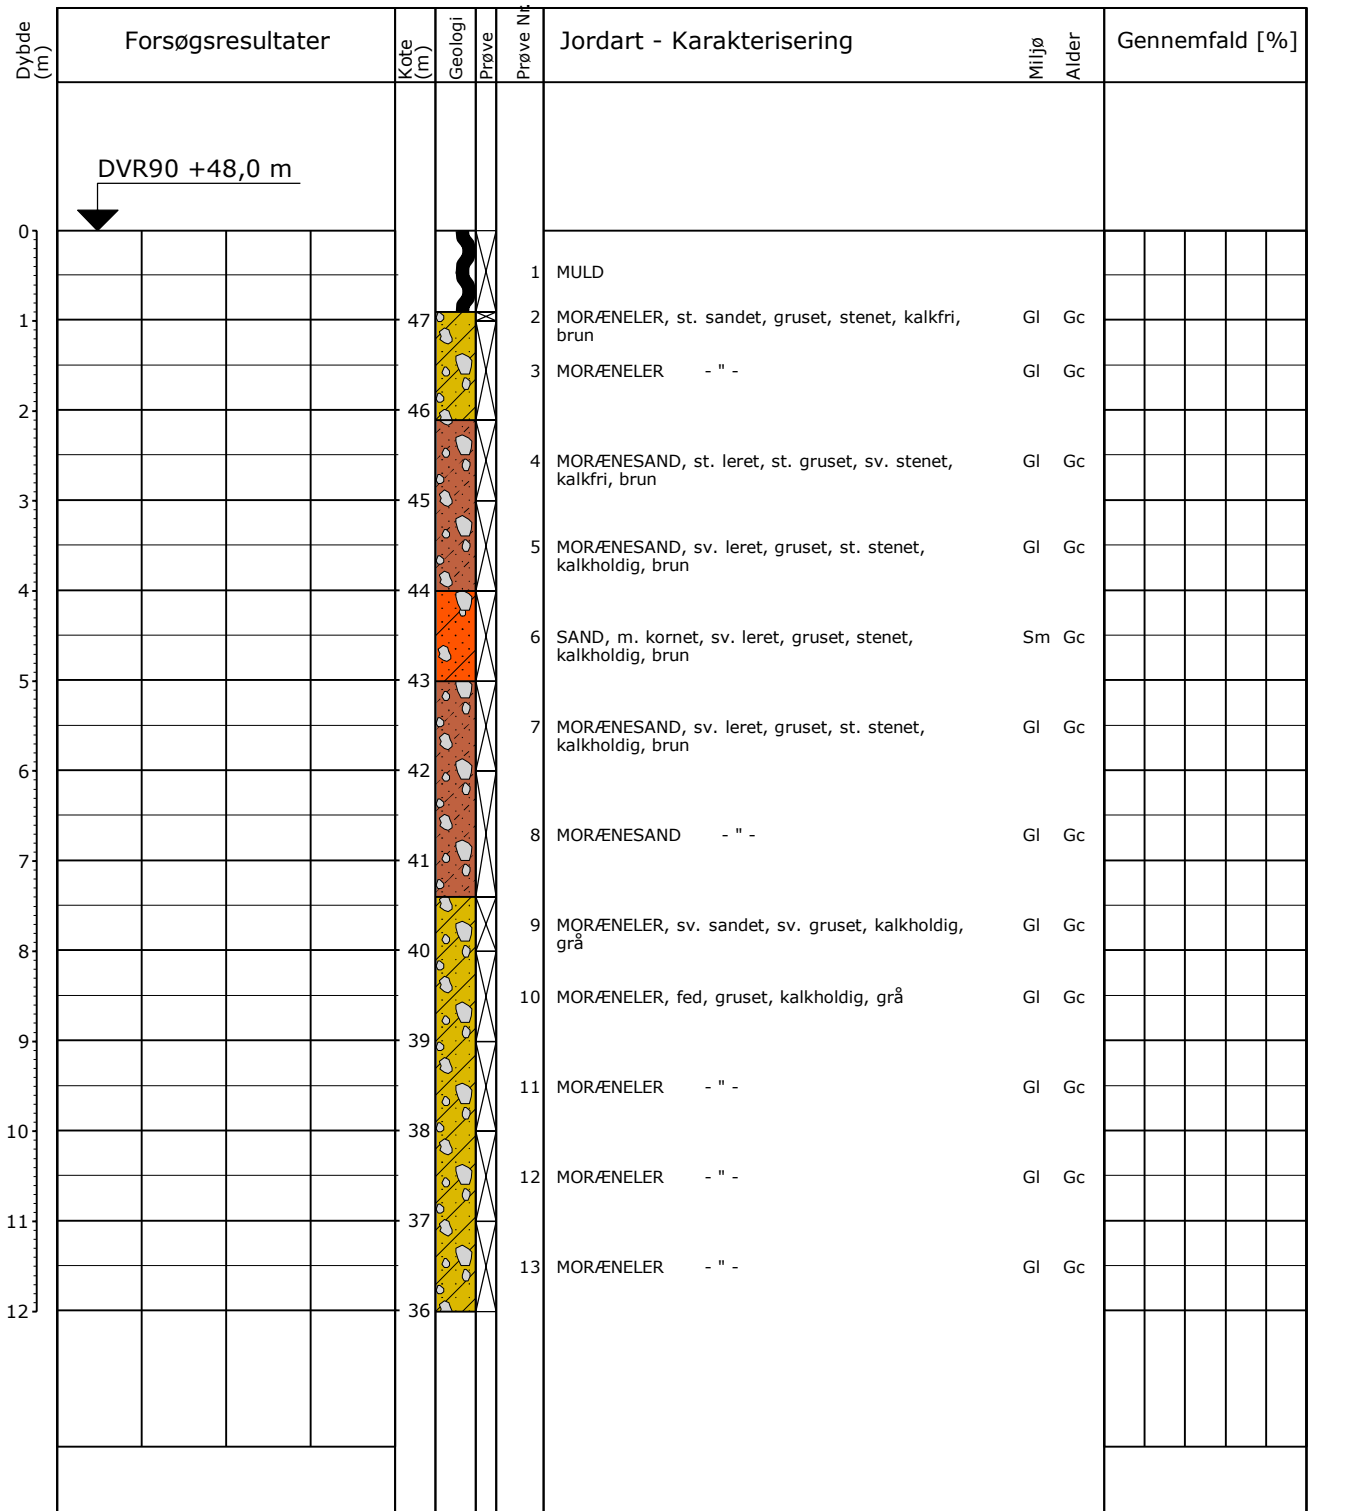 Dybde (m)
Forsøgsresultater
Kote (m)
Geologi
Prøve
Prøve Nr.
Jordart - Karakterisering
Miljø
Alder
Gennemfald [%]
DVR90 +48,0 m
0
1 MULD
1
47
2 MORÆNELER, st. sandet, gruset, stenet, kalkfri, Gl Gc
brun
3 MORÆNELER - " - Gl Gc
2
46
4 MORÆNESAND, st. leret, st. gruset, sv. stenet, Gl Gc
kalkfri, brun
3
45
5 MORÆNESAND, sv. leret, gruset, st. stenet, Gl Gc
kalkholdig, brun
4
44
6 SAND, m. kornet, sv. leret, gruset, stenet, Sm Gc
kalkholdig, brun
5
43
7 MORÆNESAND, sv. leret, gruset, st. stenet, Gl Gc
kalkholdig, brun
6
42
8 MORÆNESAND - " - Gl Gc
7
41
9 MORÆNELER, sv. sandet, sv. gruset, kalkholdig, Gl Gc
grå
8
40
10 MORÆNELER, fed, gruset, kalkholdig, grå Gl Gc
9
39
11 MORÆNELER - " - Gl Gc
10
38
12 MORÆNELER - " - Gl Gc
11
37
13 MORÆNELER - " - Gl Gc
12
36